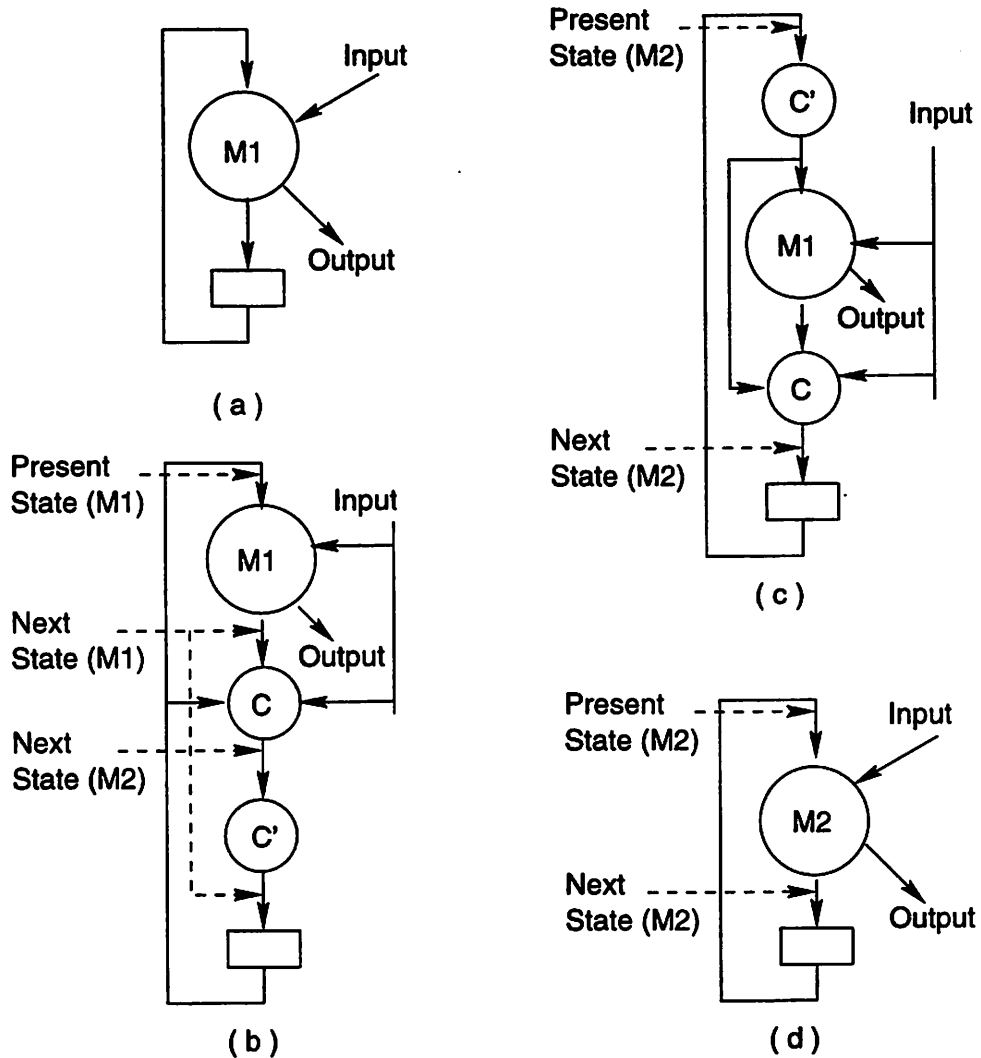 Input
M1
Output
( a )
Present
State (M1)
Input
M1
Next
State (M1)
Output
C
Next
State (M2)
C'
( b )
Present
State (M2)
C'
Input
M1
Output
C
Next
State (M2)
( c )
Present
State (M2)
Input
M2
Next
State (M2)
Output
( d )